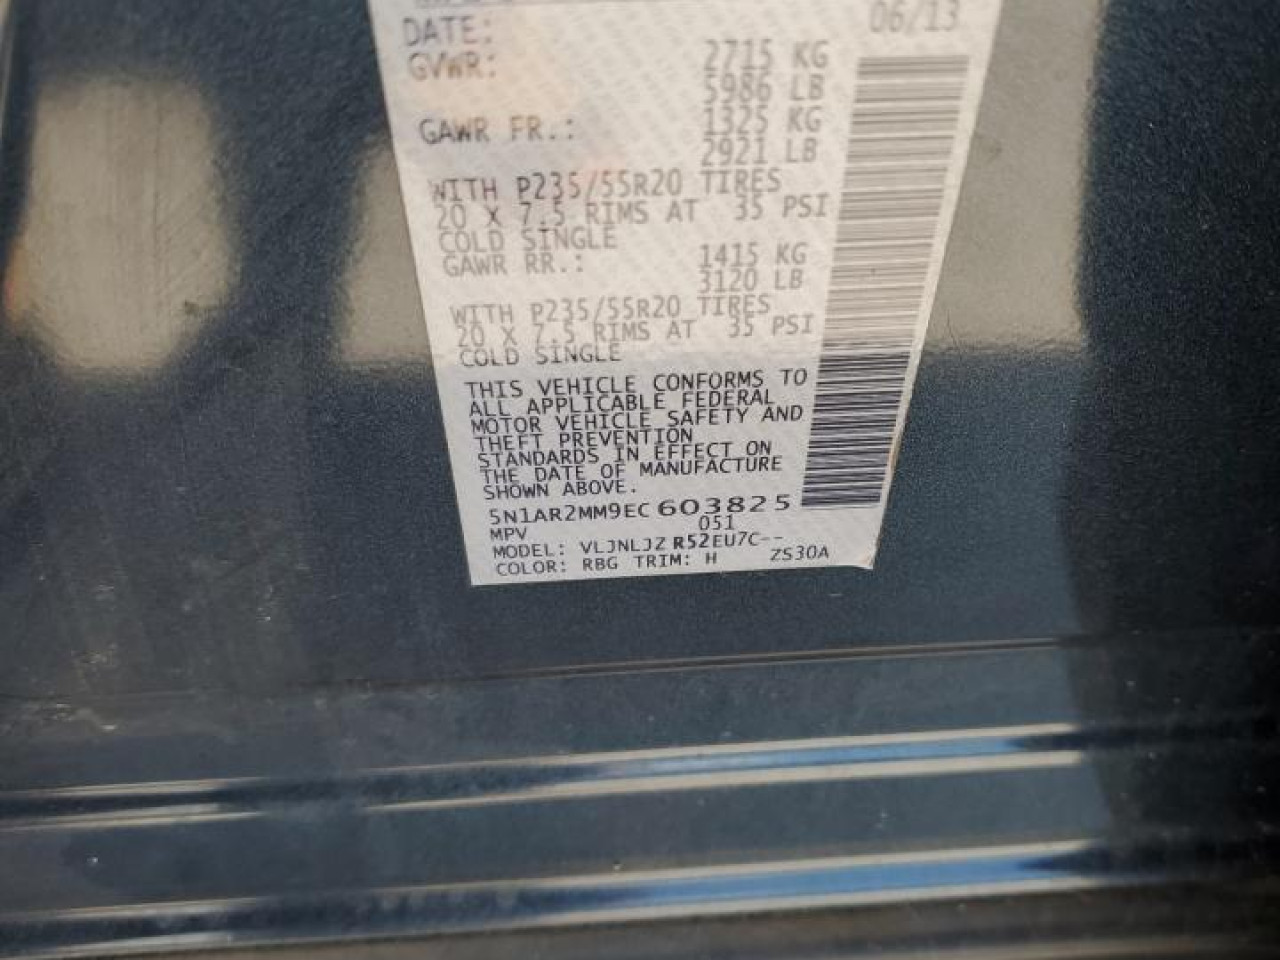 DATE: 06/13
GVWR: 2715 KG
5986 LB
GAWR FR.: 1325 KG
2921 LB
WITH P235/55R20 TIRES
20 X 7.5 RIMS AT 35 PSI
COLD SINGLE
GAWR RR.: 1415 KG
3120 LB
WITH P235/55R20 TIRES
20 X 7.5 RIMS AT 35 PSI
COLD SINGLE
THIS VEHICLE CONFORMS TO
ALL APPLICABLE FEDERAL
MOTOR VEHICLE SAFETY AND
THEFT PREVENTION
STANDARDS IN EFFECT ON
THE DATE OF MANUFACTURE
SHOWN ABOVE.
5N1AR2MM9EC603825
MPV 051
MODEL: VLJNLJZR52EU7C--
COLOR: RBG TRIM: H ZS30A